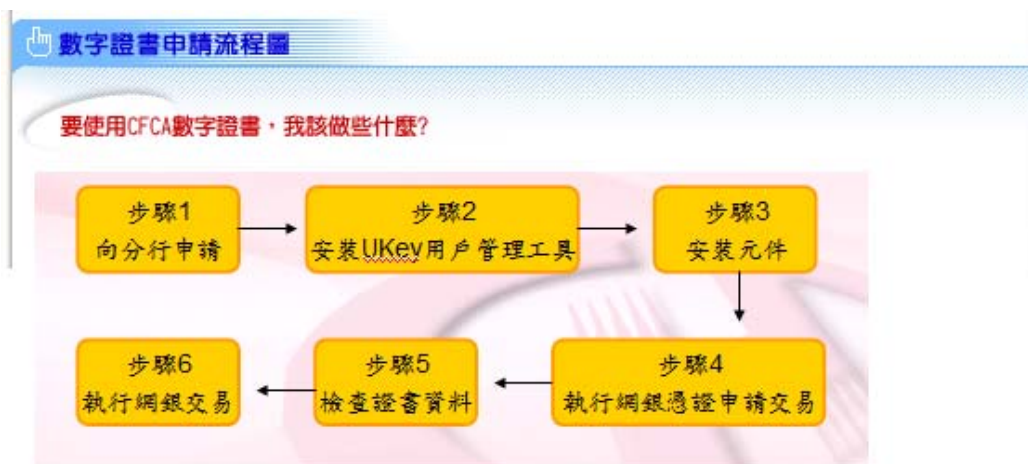 數字證書申請流程圖
要使用CFCA數字證書，我該做些什麼?
步驟1
向分行申請
步驟2
安裝UKey用戶管理工具
步驟3
安裝元件
步驟4
執行網銀憑證申請交易
步驟5
檢查證書資料
步驟6
執行網銀交易